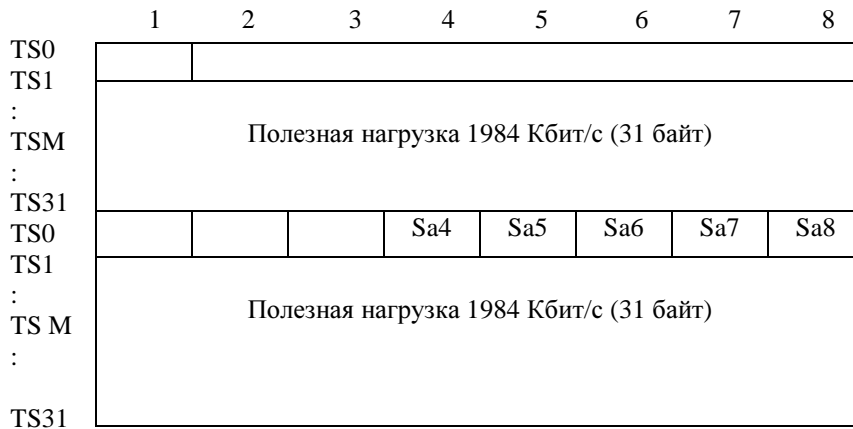 1 2 3 4 5 6 7 8
TS0
TS1
:
TSM Полезная нагрузка 1984 Кбит/с (31 байт)
:
TS31
TS0 Sa4 Sa5 Sa6 Sa7 Sa8
TS1
:
TS M Полезная нагрузка 1984 Кбит/с (31 байт)
:
TS31